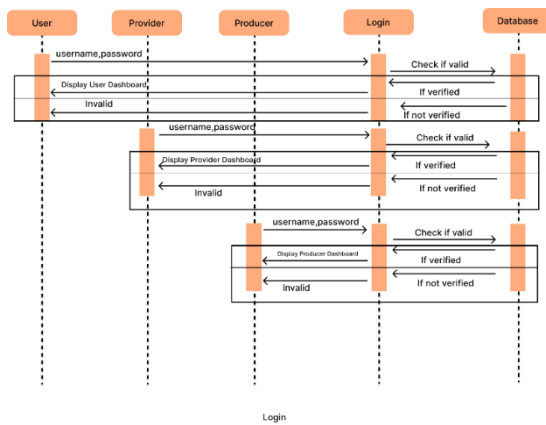 User
Provider
Producer
Login
Database
username,password
Check if valid
Display User Dashboard
If verified
Invalid
If not verified
username,password
Check if valid
Display Provider Dashboard
If verified
Invalid
If not verified
username,password
Check if valid
Display Producer Dashboard
If verified
Invalid
If not verified
Login